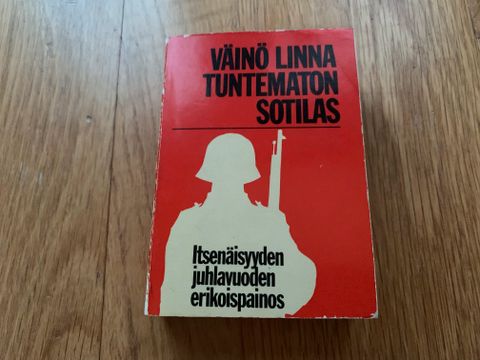 VÄINÖ LINNA
TUNTEMATON
SOTILAS
Itsenäisyyden
juhlavuoden
erikoispainos